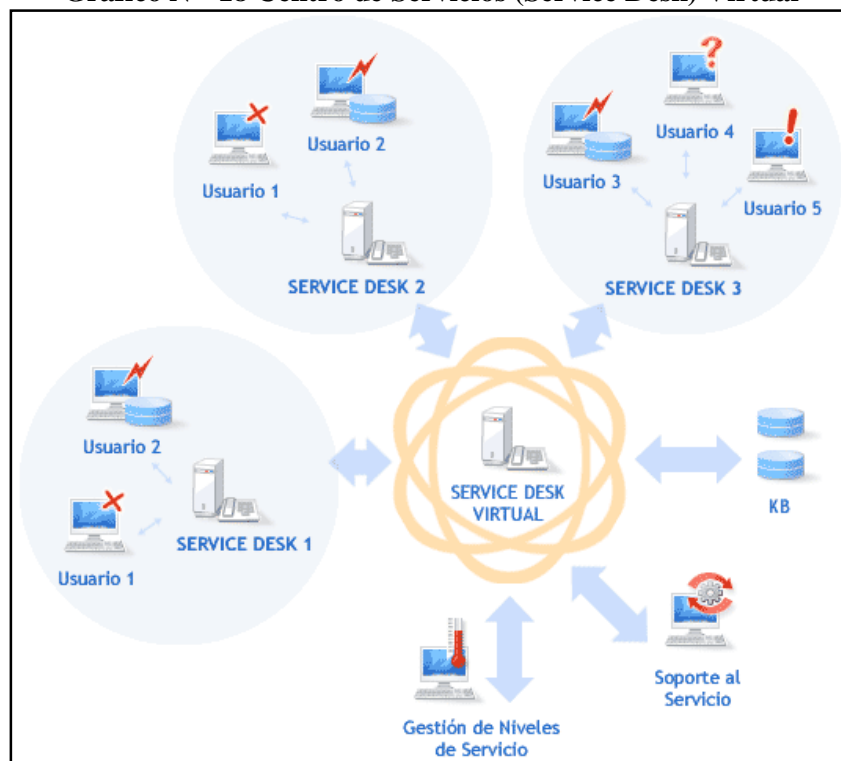 Usuario 4
Usuario 2
Usuario 3
Usuario 1
Usuario 5
SERVICE DESK 2
SERVICE DESK 3
Usuario 2
SERVICE DESK
VIRTUAL
KB
SERVICE DESK 1
Usuario 1
Soporte al
Servicio
Gestión de Niveles
de Servicio